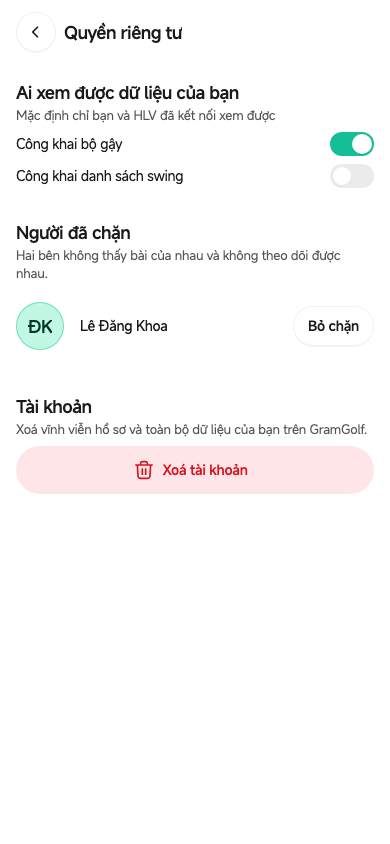 Quyền riêng tư
Ai xem được dữ liệu của bạn
Mặc định chỉ bạn và HLV đã kết nối xem được
Công khai bộ gậy
Công khai danh sách swing
Người đã chặn
Hai bên không thấy bài của nhau và không theo dõi được
nhau.
ĐK
Lê Đăng Khoa
Bỏ chặn
Tài khoản
Xoá vĩnh viễn hồ sơ và toàn bộ dữ liệu của bạn trên GramGolf.
Xoá tài khoản